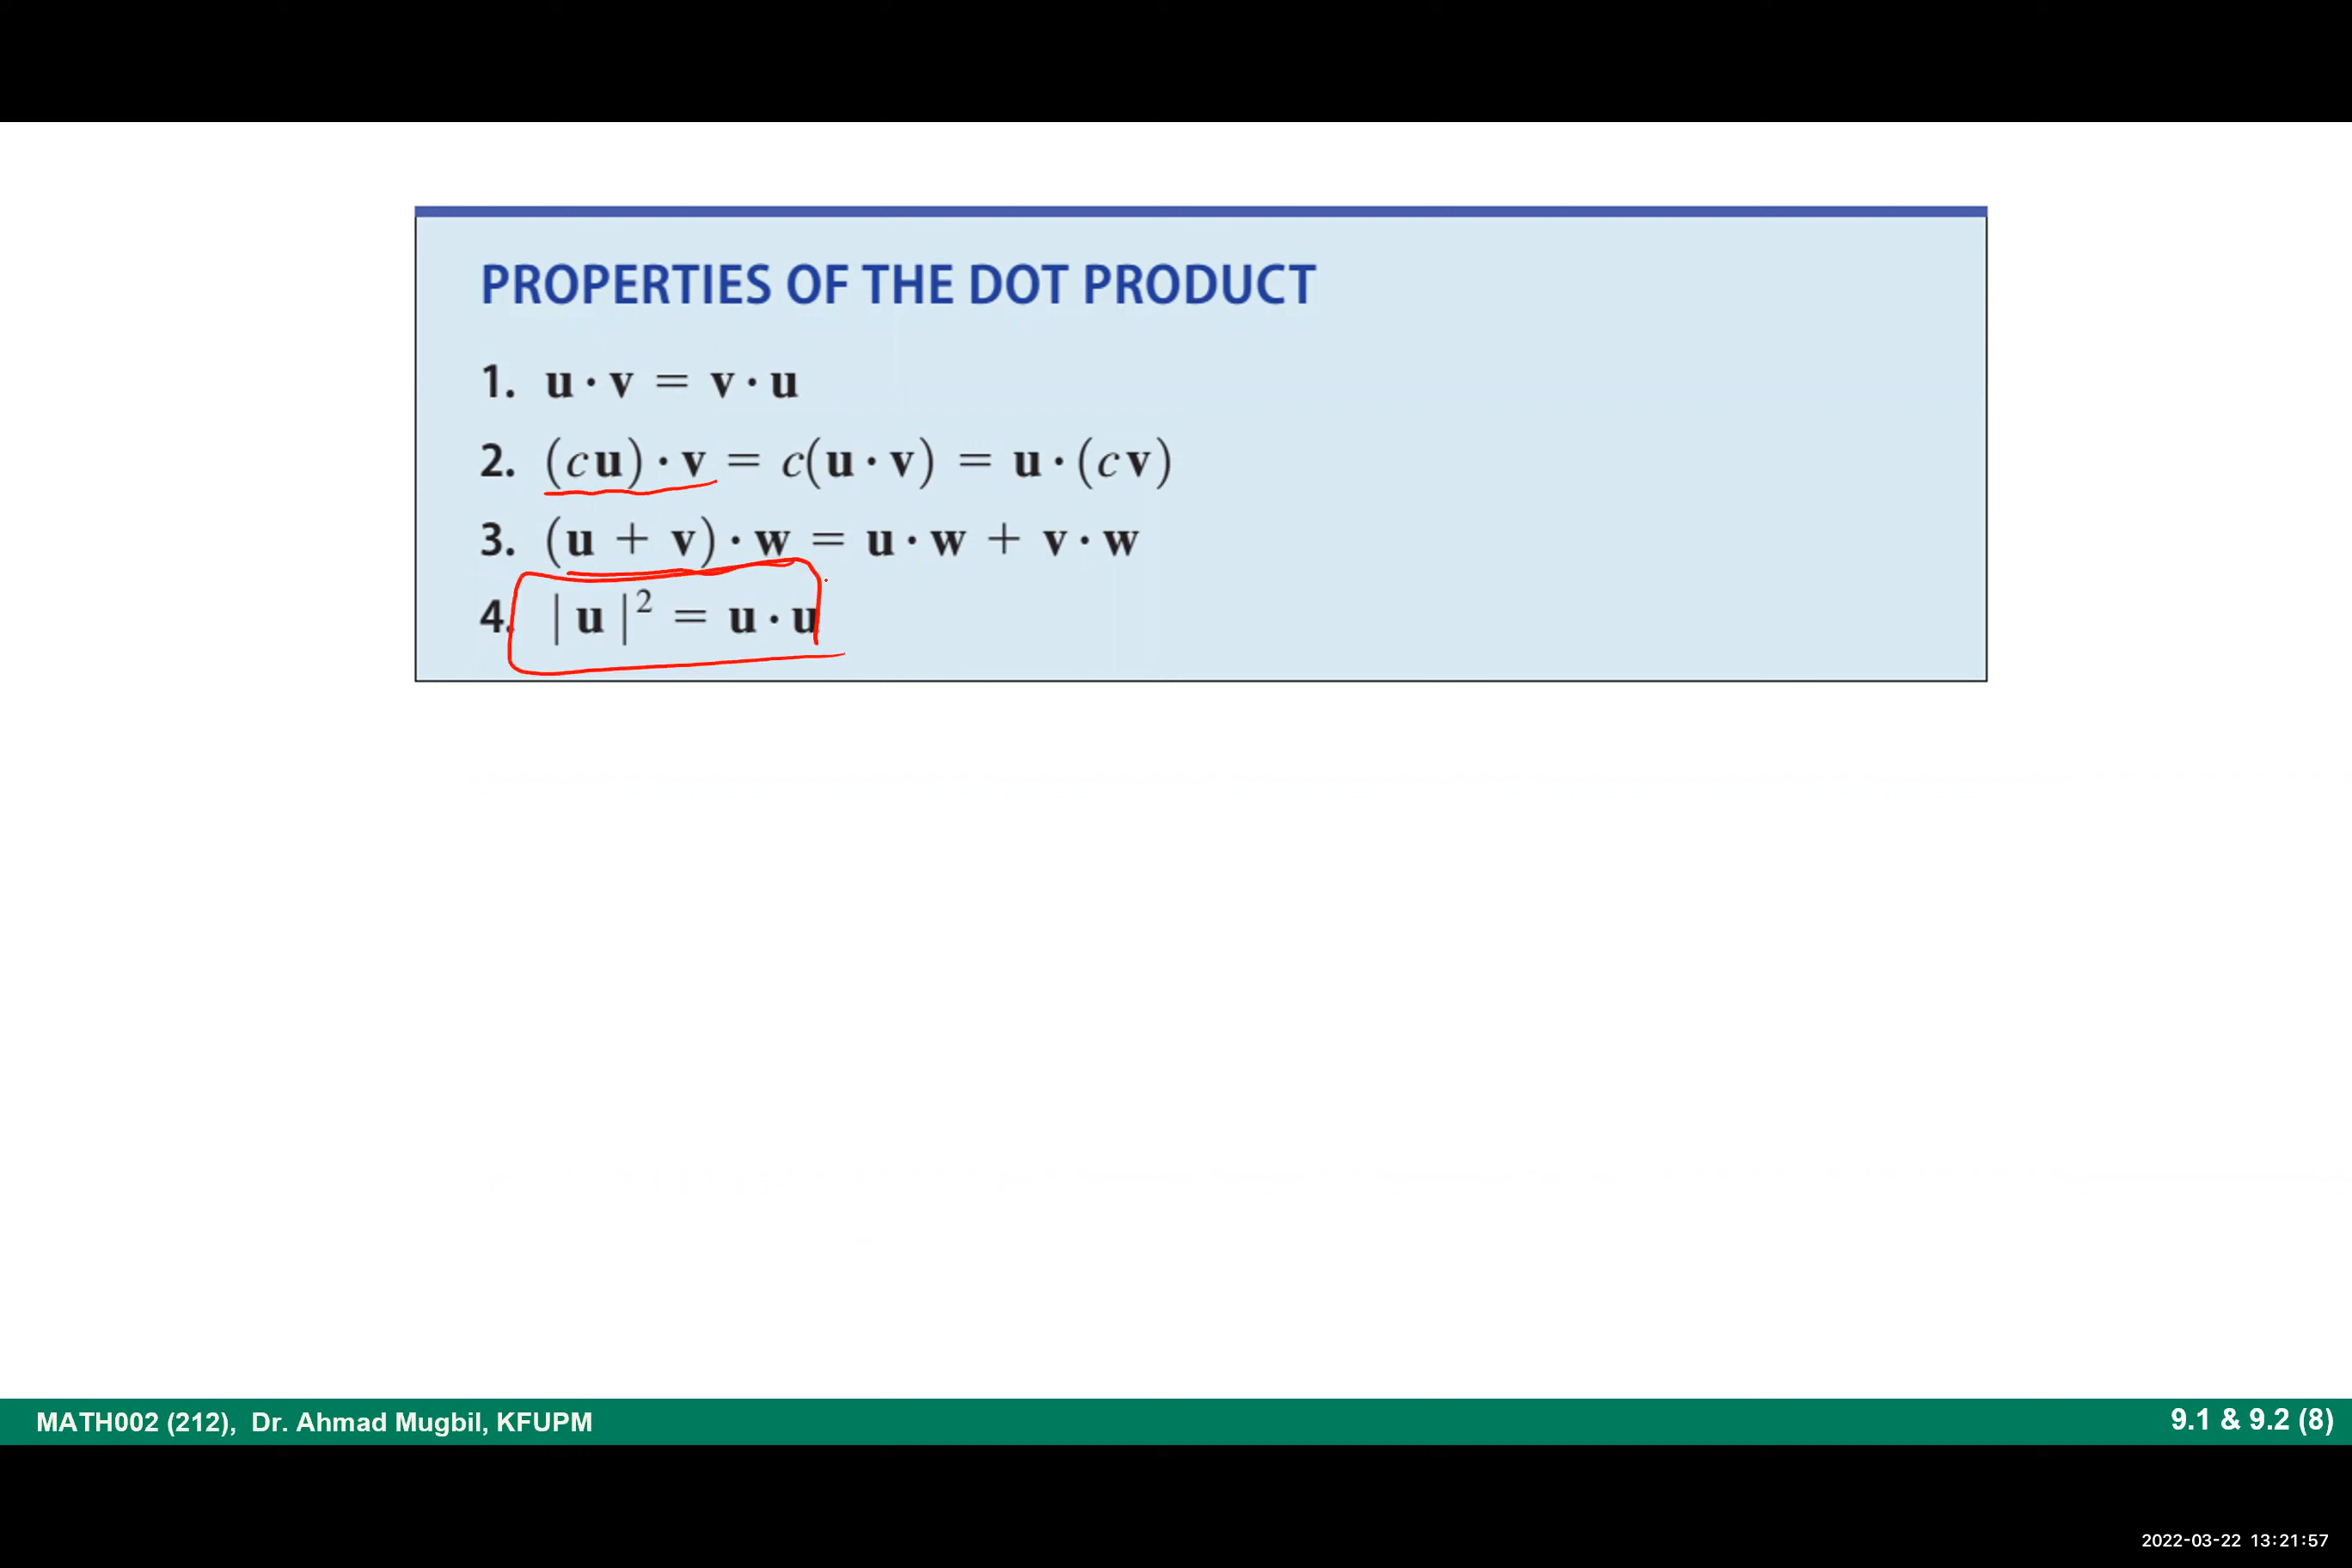 PROPERTIES OF THE DOT PRODUCT
1. u · v = v · u
2. (cu) · v = c(u · v) = u · (cv)
3. (u + v) · w = u · w + v · w
4. |u|² = u · u
MATH002 (212), Dr. Ahmad Mugbil, KFUPM
9.1 & 9.2 (8)
2022-03-22 13:21:57